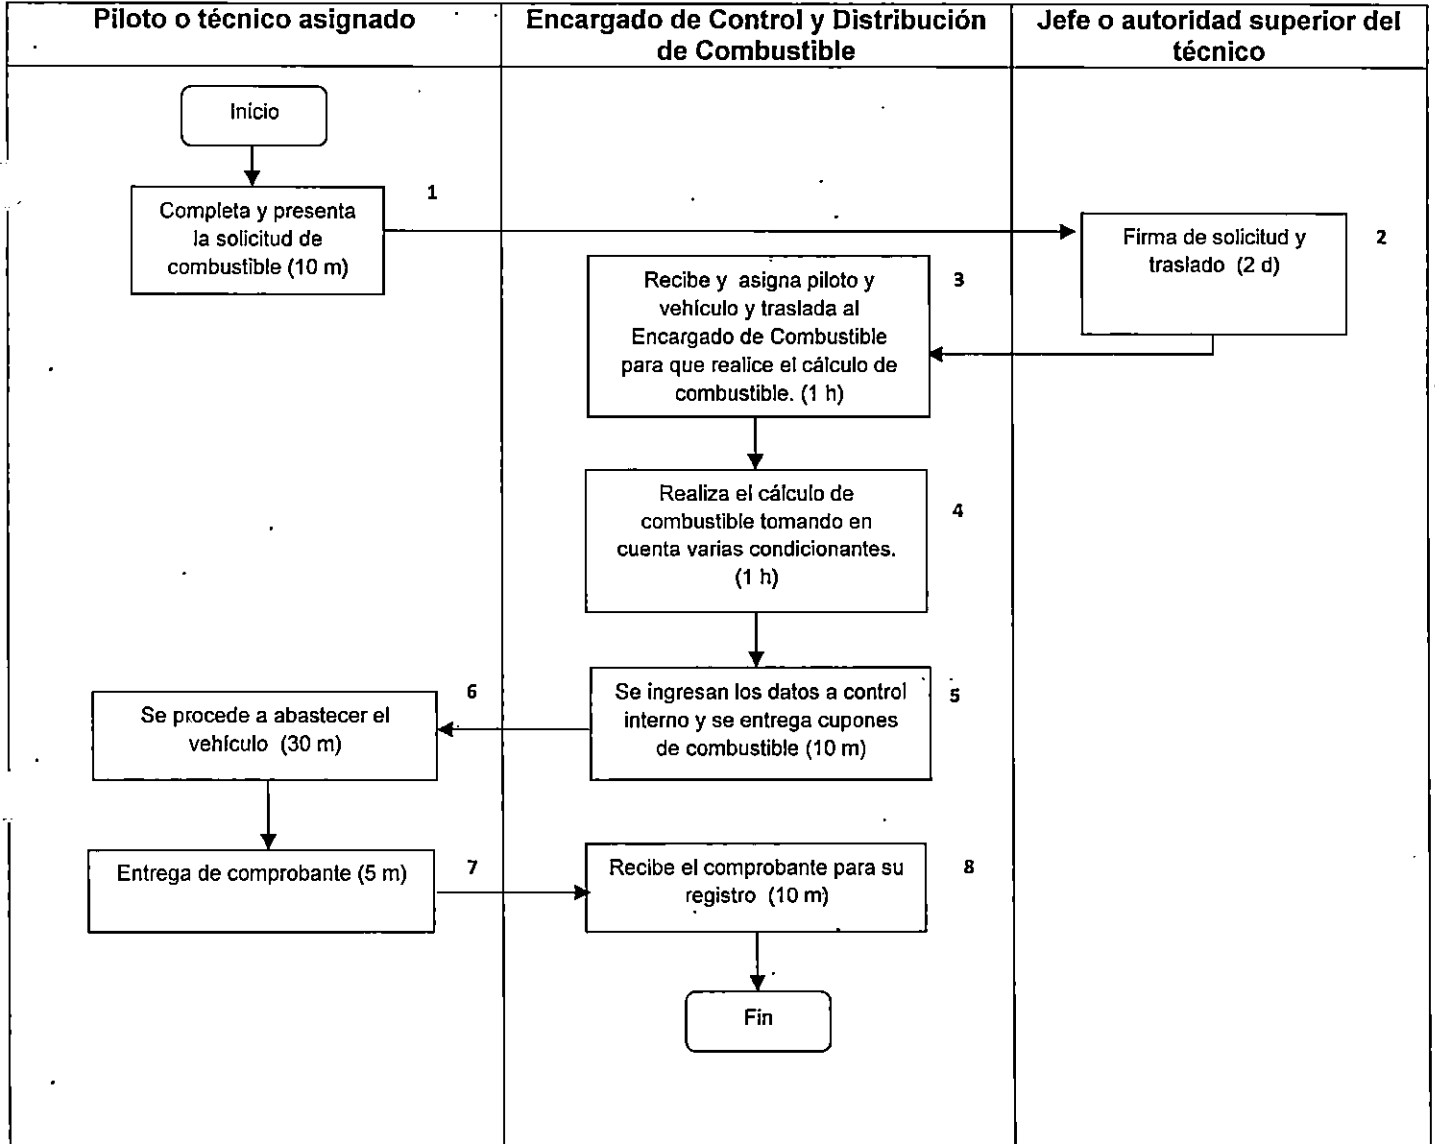 Piloto o técnico asignado
Encargado de Control y Distribución
de Combustible
Jefe o autoridad superior del
técnico
Inicio
1
Completa y presenta
la solicitud de
combustible (10 m)
2
Firma de solicitud y
traslado (2 d)
3
Recibe y asigna piloto y
vehículo y traslada al
Encargado de Combustible
para que realice el cálculo de
combustible. (1 h)
4
Realiza el cálculo de
combustible tomando en
cuenta varias condicionantes.
(1 h)
5
Se ingresan los datos a control
interno y se entrega cupones
de combustible (10 m)
6
Se procede a abastecer el
vehículo (30 m)
7
Entrega de comprobante (5 m)
8
Recibe el comprobante para su
registro (10 m)
Fin